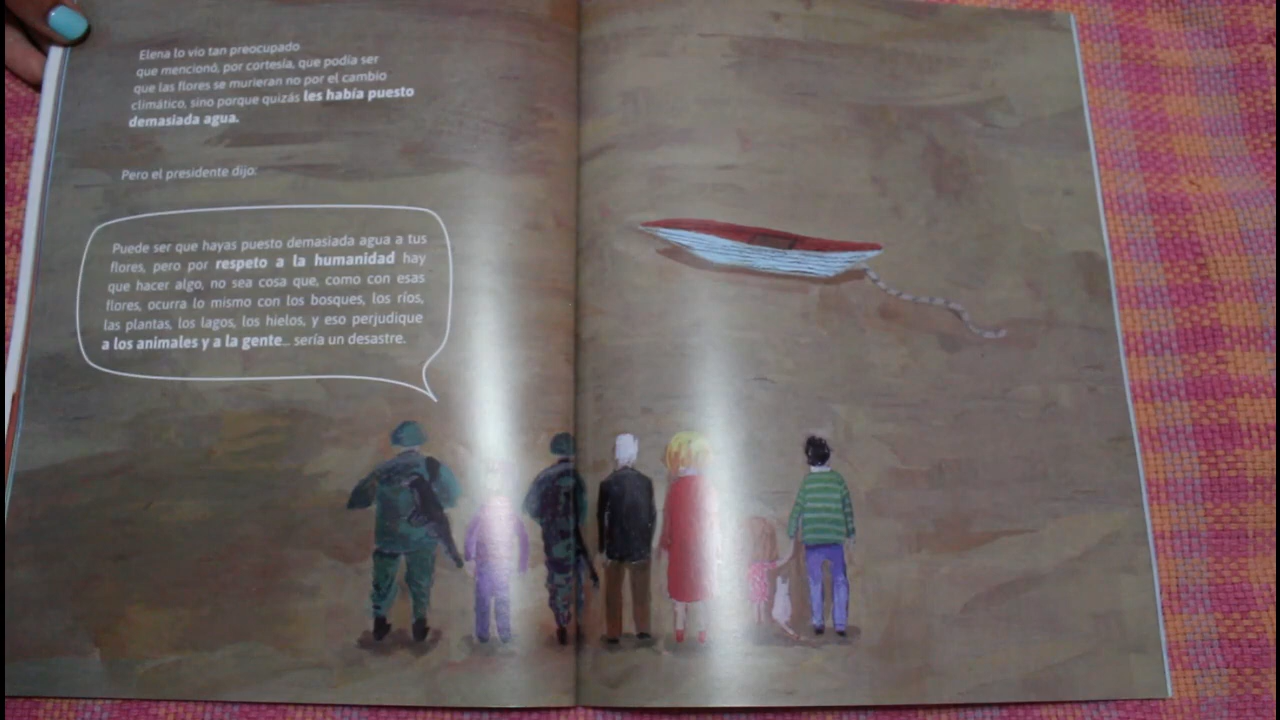 Elena lo vio tan preocupado
que mencionó, por cortesía, que podía ser
que las flores se murieran no por el cambio
climático, sino porque quizás les había puesto
demasiada agua.
Pero el presidente dijo:
Puede ser que hayas puesto demasiada agua a tus
flores, pero por respeto a la humanidad hay
que hacer algo, no sea cosa que, como con esas
flores, ocurra lo mismo con los bosques, los ríos,
las plantas, los lagos, los hielos, y eso perjudique
a los animales y a la gente... sería un desastre.